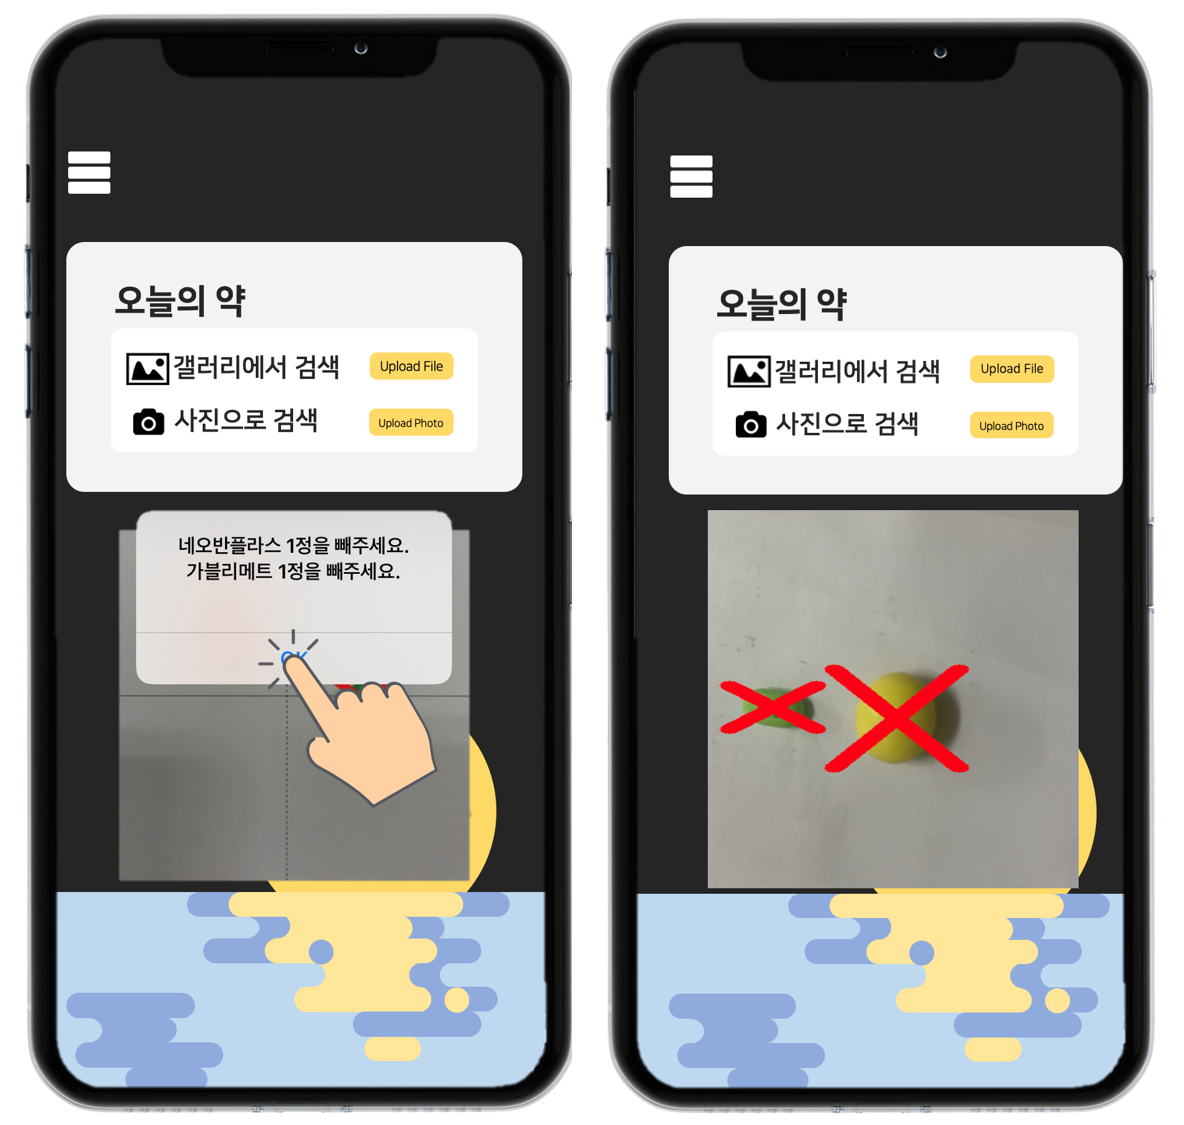 오늘의 약
갤러리에서 검색
Upload File
사진으로 검색
Upload Photo
네오반플라스 1정을 빼주세요.
가블리메트 1정을 빼주세요.
OK
오늘의 약
갤러리에서 검색
Upload File
사진으로 검색
Upload Photo